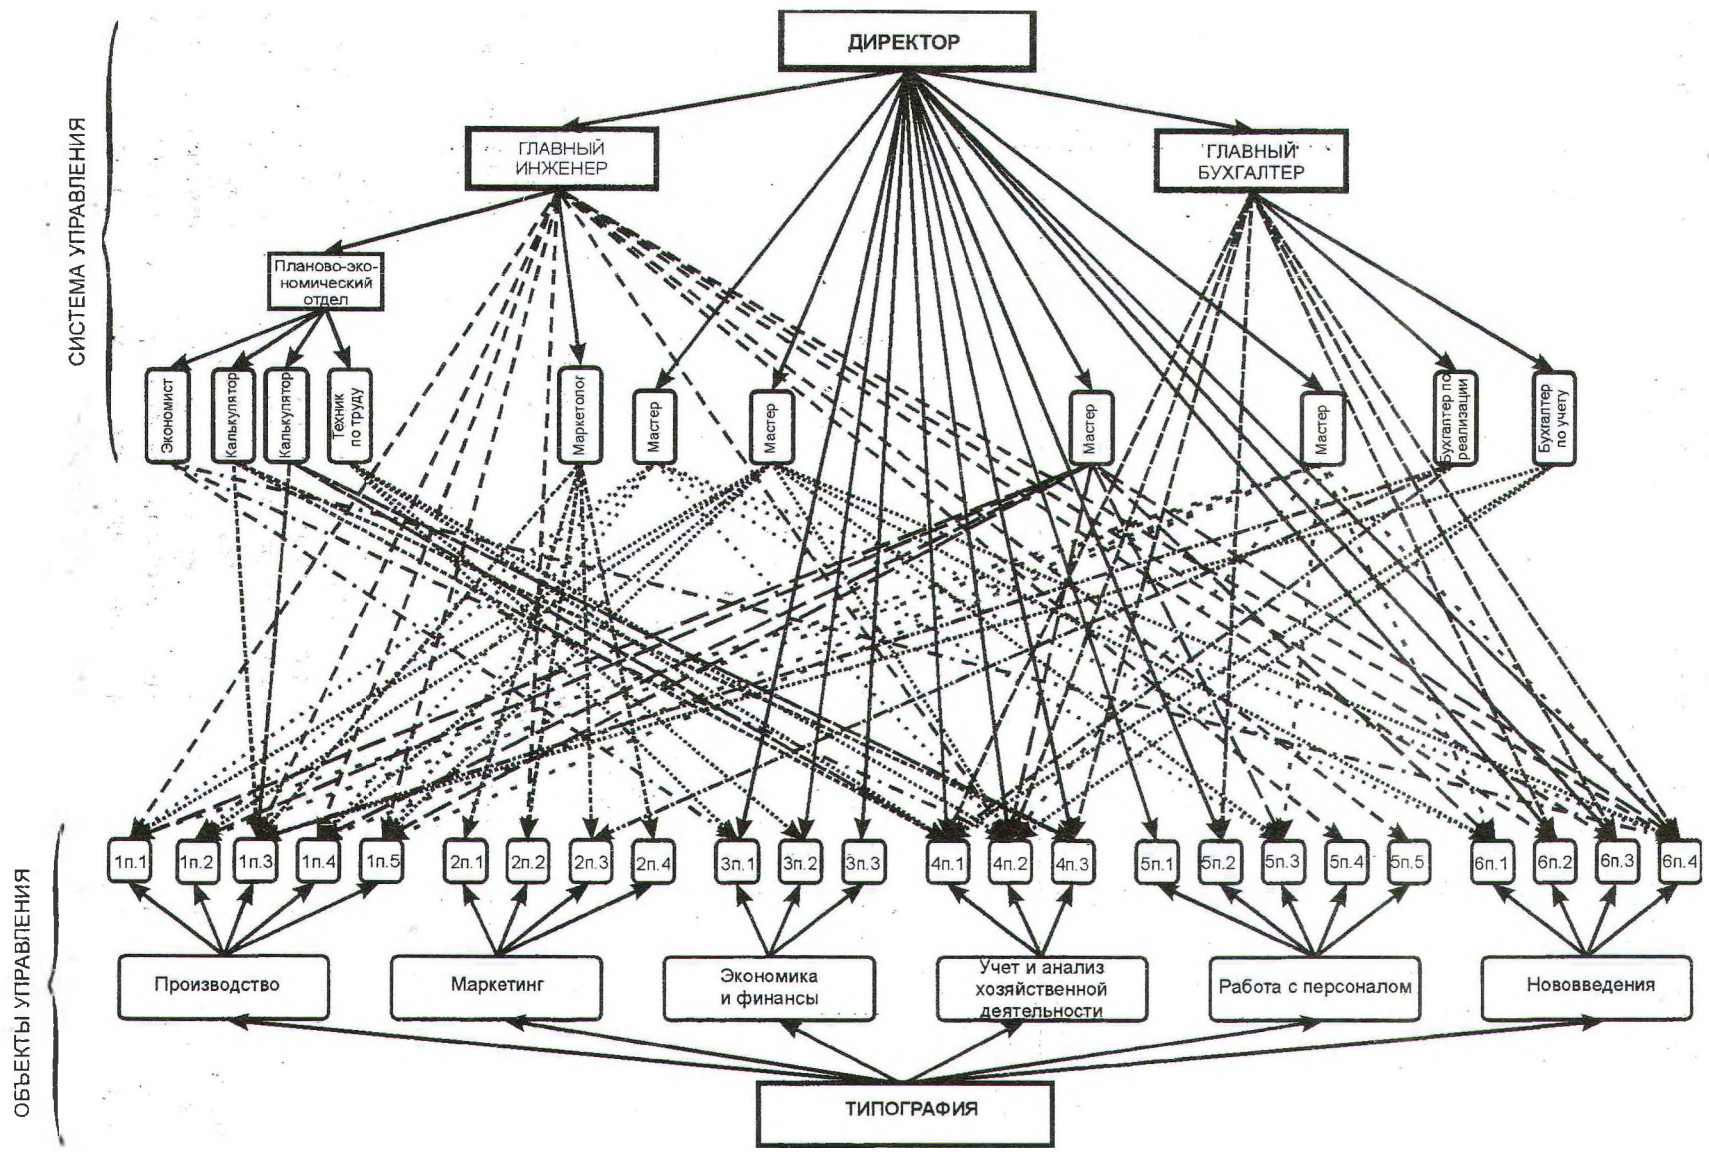 ДИРЕКТОР
ГЛАВНЫЙ
ИНЖЕНЕР
ГЛАВНЫЙ
БУХГАЛТЕР
СИСТЕМА УПРАВЛЕНИЯ
Планово-эко-
номический
отдел
Экономист
Калькулятор
Калькулятор
Техник
по труду
Маркетолог
Мастер
Мастер
Мастер
Мастер
Бухгалтер по
реализации
Бухгалтер
по учету
ОБЪЕКТЫ УПРАВЛЕНИЯ
1п.1
1п.2
1п.3
1п.4
1п.5
2п.1
2п.2
2п.3
2п.4
3п.1
3п.2
3п.3
4п.1
4п.2
4п.3
5п.1
5п.2
5п.3
5п.4
5п.5
6п.1
6п.2
6п.3
6п.4
Производство
Маркетинг
Экономика
и финансы
Учет и анализ
хозяйственной
деятельности
Работа с персоналом
Нововведения
ТИПОГРАФИЯ